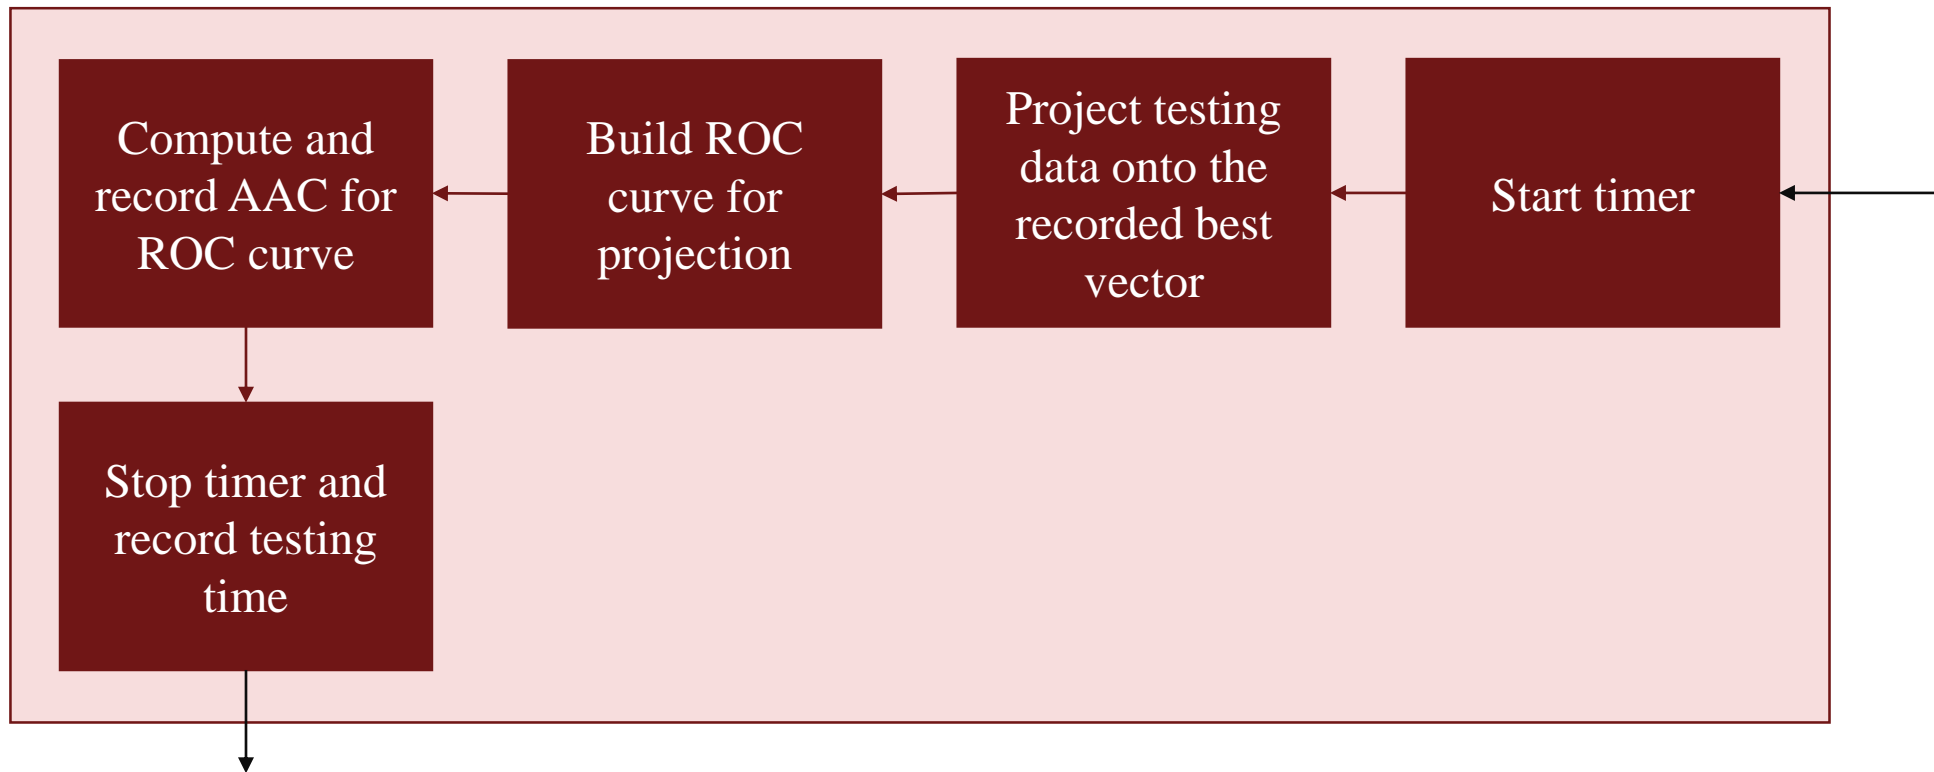 Compute and
record AAC for
ROC curve
Build ROC
curve for
projection
Project testing
data onto the
recorded best
vector
Start timer
Stop timer and
record testing
time